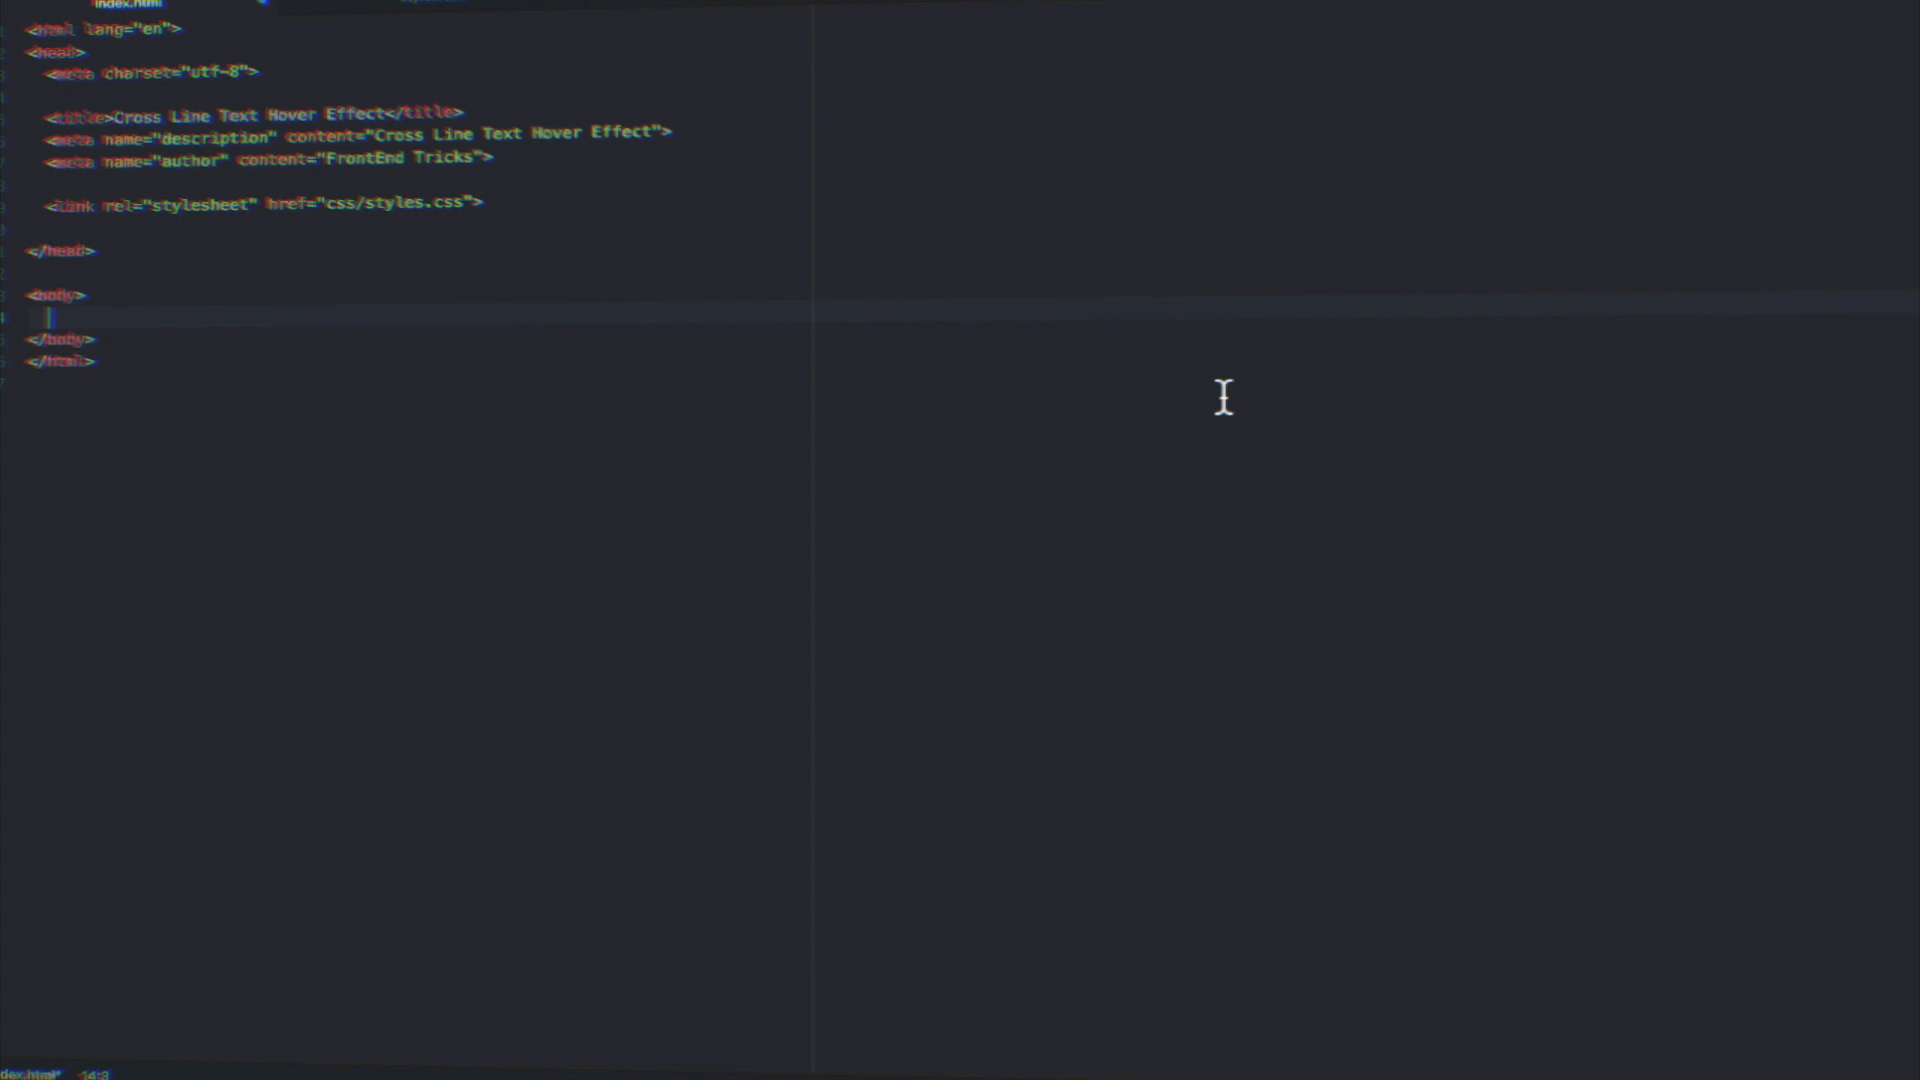 index.html
<html lang="en">
<head>
<meta charset="utf-8">
<title>Cross Line Text Hover Effect</title>
<meta name="description" content="Cross Line Text Hover Effect">
<meta name="author" content="FrontEnd Tricks">
<link rel="stylesheet" href="css/styles.css">
</head>
<body>
</body>
</html>
dex.html* 14:3